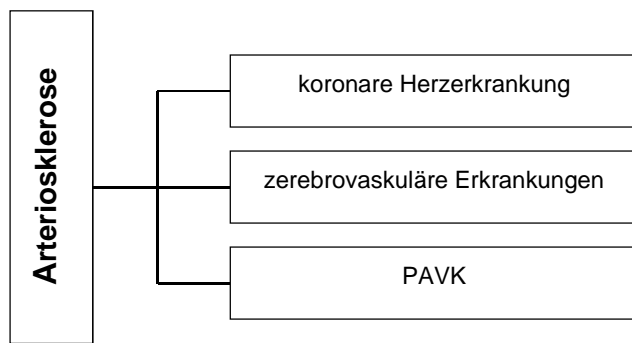 Arteriosklerose
koronare Herzerkrankung
zerebrovaskuläre Erkrankungen
PAVK